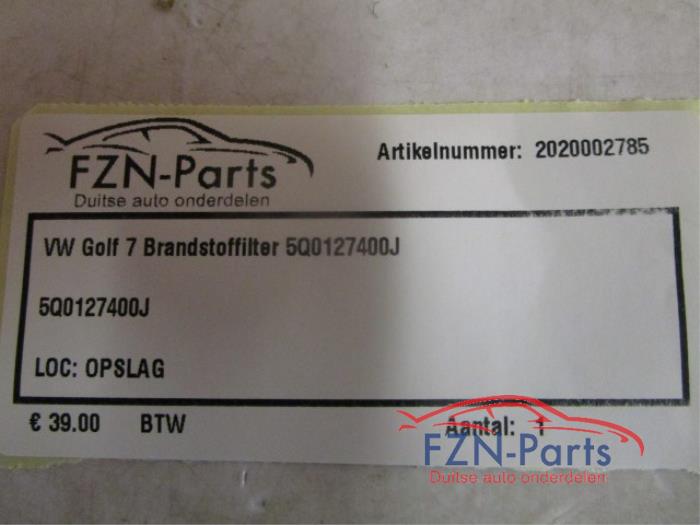 FZN-Parts
Duitse auto onderdelen
Artikelnummer: 2020002785
VW Golf 7 Brandstoffilter 5Q0127400J
5Q0127400J
LOC: OPSLAG
€ 39.00 BTW Aantal: 1
FZN-Parts
Duitse auto onderdelen